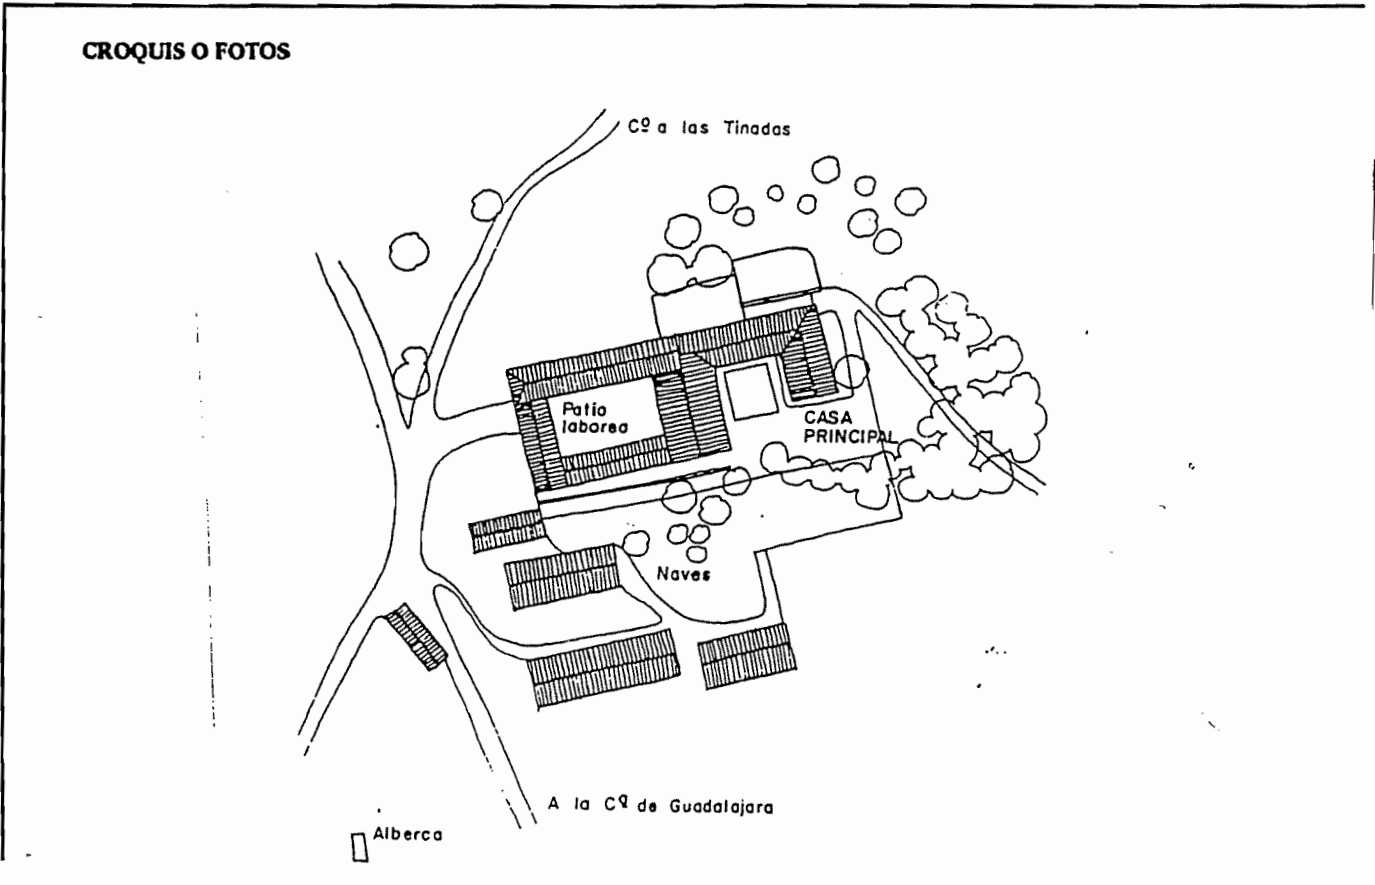 CROQUIS O FOTOS
Cº a las Tinadas
Patio
laborea
CASA
PRINCIPAL
Naves
A la Cª de Guadalajara
Alberca